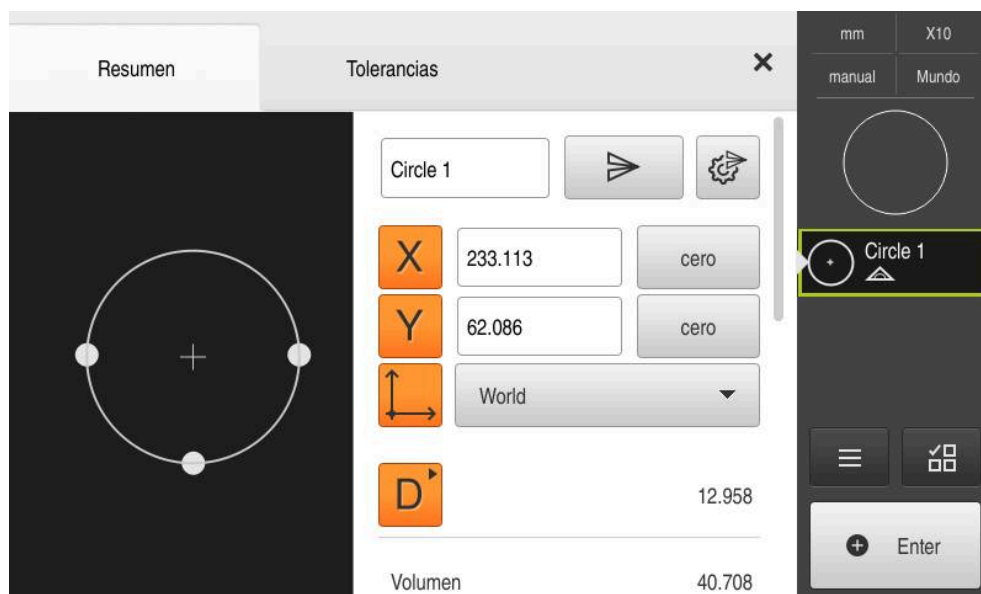 Resumen
Tolerancias
mm X10
manual Mundo
Circle 1
X 233.113 cero
Y 62.086 cero
World
D 12.958
Volumen 40.708
Circle 1
Enter